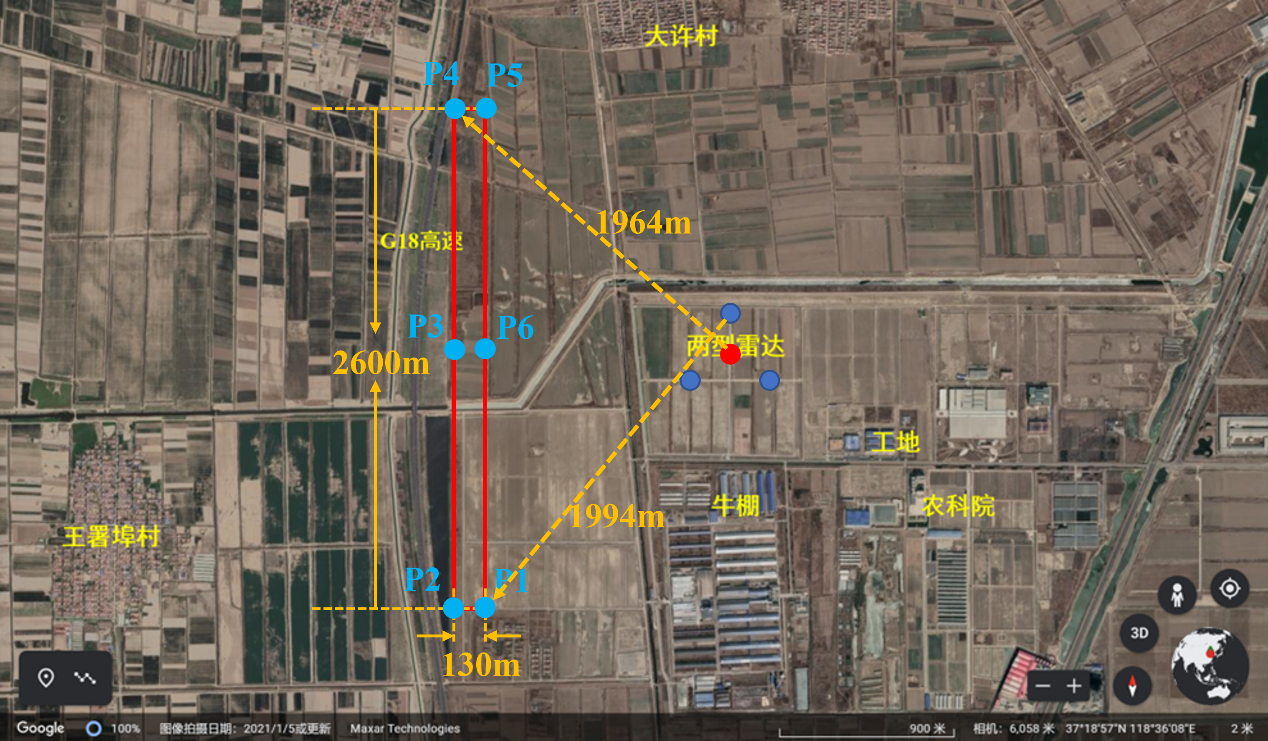 大许村
P4
P5
1964m
G18高速
P3
P6
两型雷达
2600m
工地
牛棚
农科院
1994m
王署埠村
P2
P1
3D
130m
Google
100%
图像拍摄日期：2021/1/5或更新
Maxar Technologies
900 米
相机：6,058 米
37°18'57"N 118°36'08"E
2 米